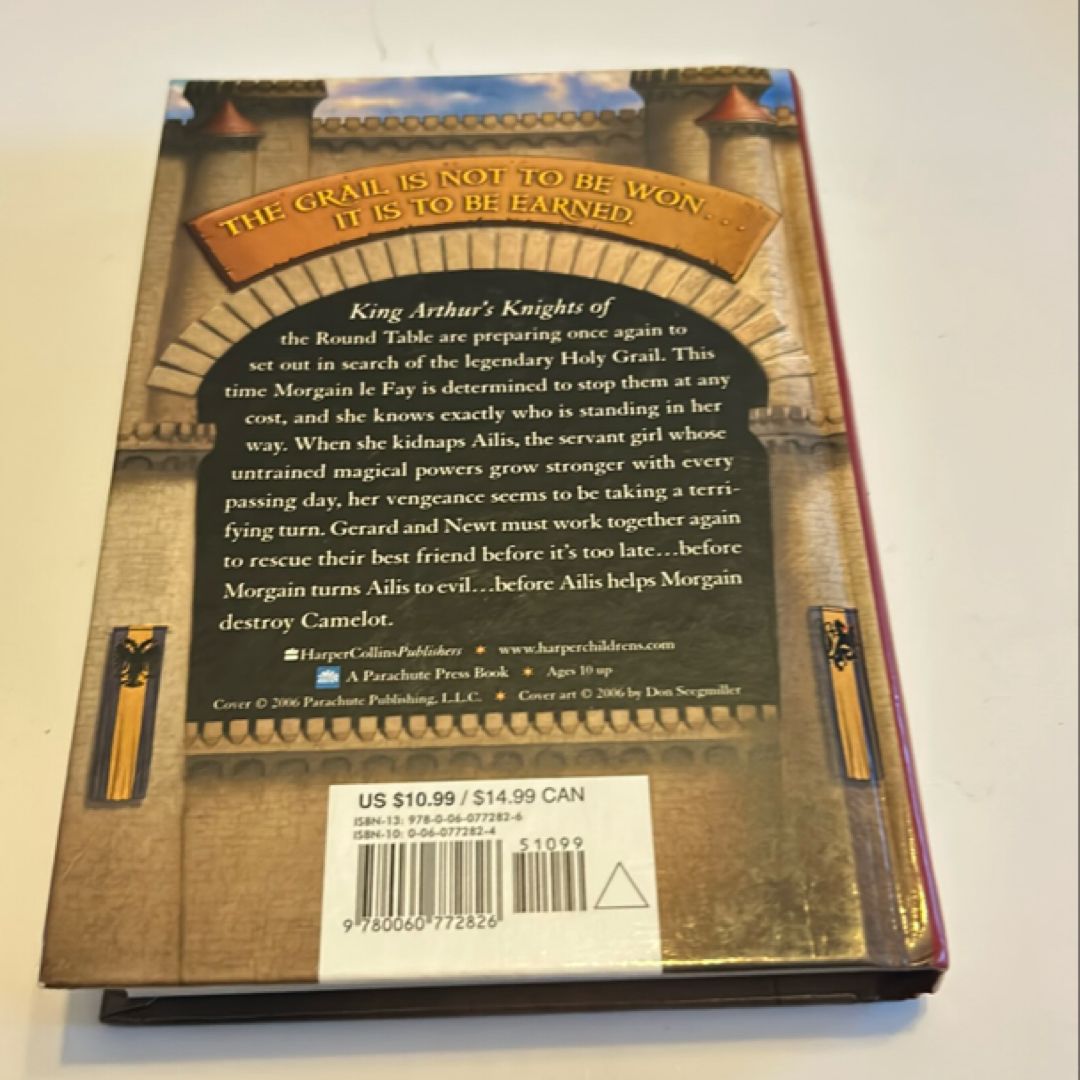 THE GRAIL IS NOT TO BE WON...
IT IS TO BE EARNED.
King Arthur's Knights of
the Round Table are preparing once again to
set out in search of the legendary Holy Grail. This
time Morgain le Fay is determined to stop them at any
cost, and she knows exactly who is standing in her
way. When she kidnaps Ailis, the servant girl whose
untrained magical powers grow stronger with every
passing day, her vengeance seems to be taking a terri-
fying turn. Gerard and Newt must work together again
to rescue their best friend before it's too late...before
Morgain turns Ailis to evil...before Ailis helps Morgain
destroy Camelot.
HarperCollinsPublishers ✶ www.harperchildrens.com
A Parachute Press Book ✶ Ages 10 up
Cover © 2006 Parachute Publishing, L.L.C. ✶ Cover art © 2006 by Don Seegmiller
US $10.99 / $14.99 CAN
ISBN-13: 978-0-06-077282-6
ISBN-10: 0-06-077282-4
51099
9 780060 772826